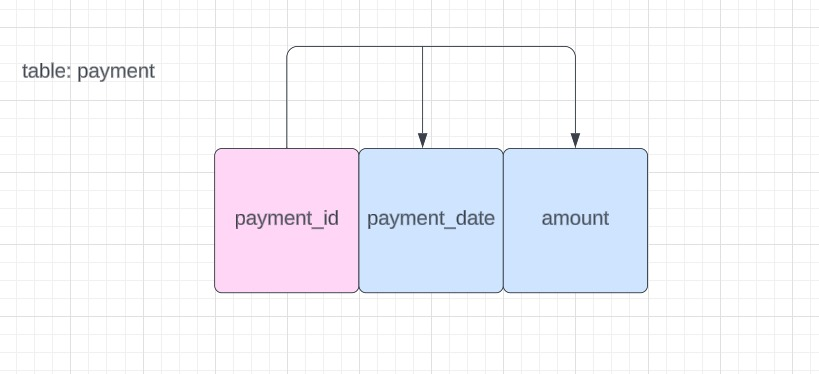 table: payment
payment_id
payment_date
amount